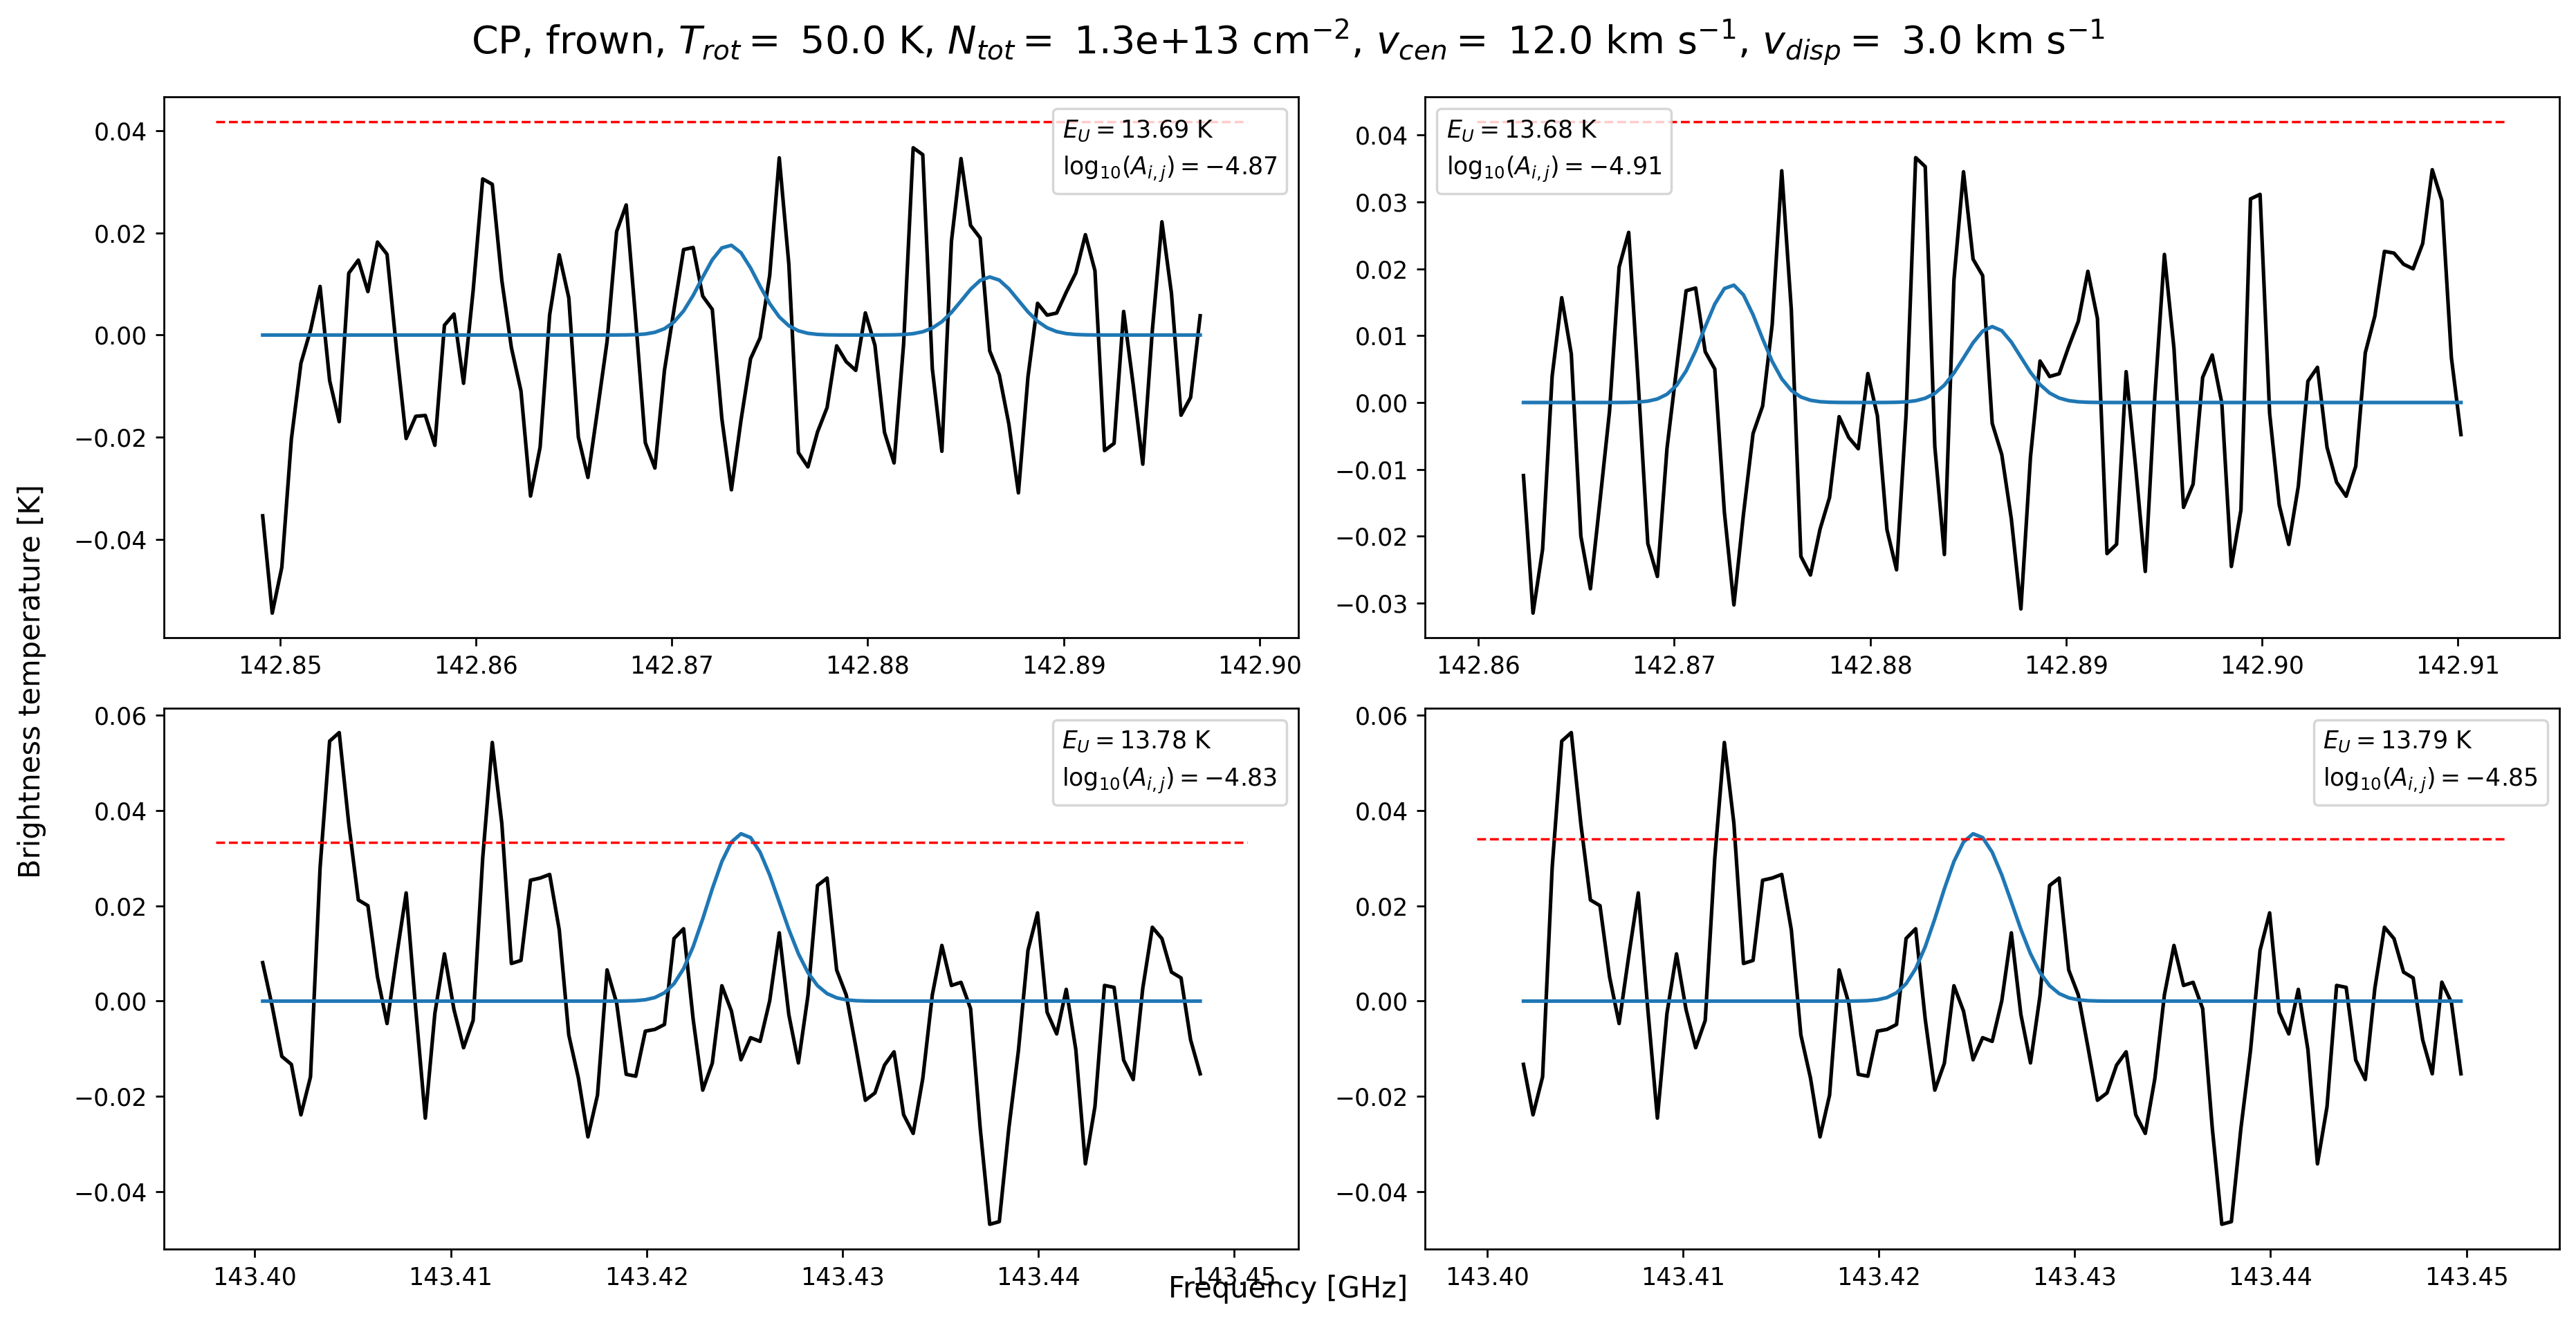 CP, frown, T_rot = 50.0 K, N_tot = 1.3e+13 cm⁻², v_cen = 12.0 km s⁻¹, v_disp = 3.0 km s⁻¹
Brightness temperature [K]
0.04
0.02
0.00
−0.02
−0.04
E_U = 13.69 K
log₁₀(A_i,j) = −4.87
142.85 142.86 142.87 142.88 142.89 142.90
0.04
0.03
0.02
0.01
0.00
−0.01
−0.02
−0.03
E_U = 13.68 K
log₁₀(A_i,j) = −4.91
142.86 142.87 142.88 142.89 142.90 142.91
0.06
0.04
0.02
0.00
−0.02
−0.04
E_U = 13.78 K
log₁₀(A_i,j) = −4.83
143.40 143.41 143.42 143.43 143.44 143.45
0.06
0.04
0.02
0.00
−0.02
−0.04
E_U = 13.79 K
log₁₀(A_i,j) = −4.85
143.40 143.41 143.42 143.43 143.44 143.45
Frequency [GHz]